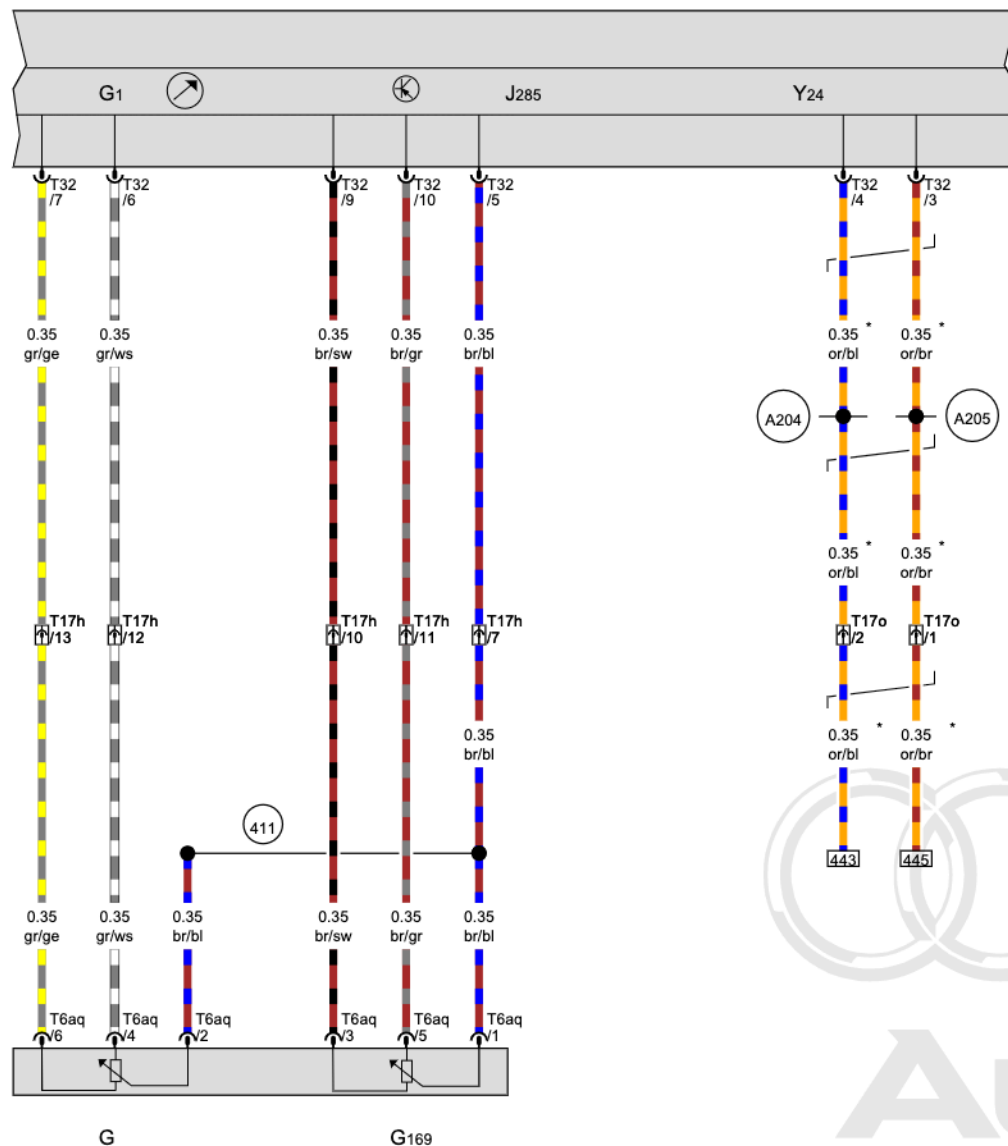 G1 J285 Y24
T32 T32 T32 T32 T32 T32 T32
/7 /6 /9 /10 /5 /4 /3
0.35 0.35 0.35 0.35 0.35 0.35 * 0.35 *
gr/ge gr/ws br/sw br/gr br/bl or/bl or/br
A204 A205
0.35 * 0.35 *
or/bl or/br
T17h T17h T17h T17h T17h T17o T17o
/13 /12 /10 /11 /7 /2 /1
0.35 0.35 * 0.35 *
br/bl or/bl or/br
411
443 445
0.35 0.35 0.35 0.35 0.35 0.35
gr/ge gr/ws br/bl br/sw br/gr br/bl
T6aq T6aq T6aq T6aq T6aq T6aq
/6 /4 /2 /3 /5 /1
G G169